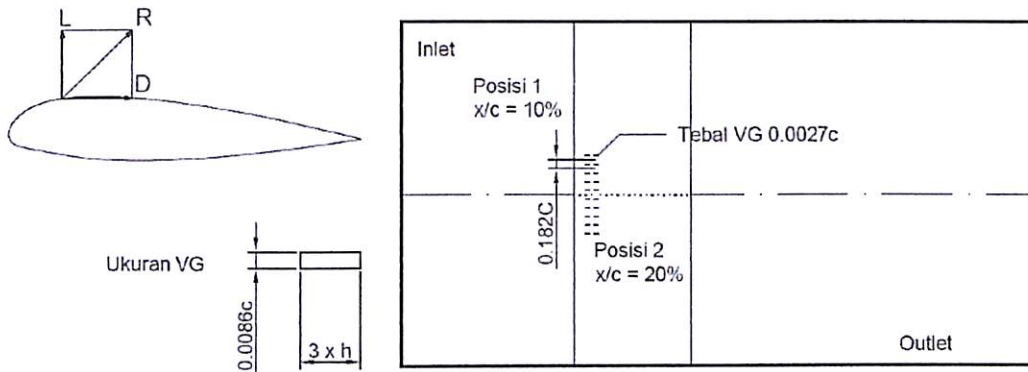 L
R
D
Ukuran VG
0.0086c
3 x h
Inlet
Posisi 1
x/c = 10%
Tebal VG 0.0027c
0.182C
Posisi 2
x/c = 20%
Outlet